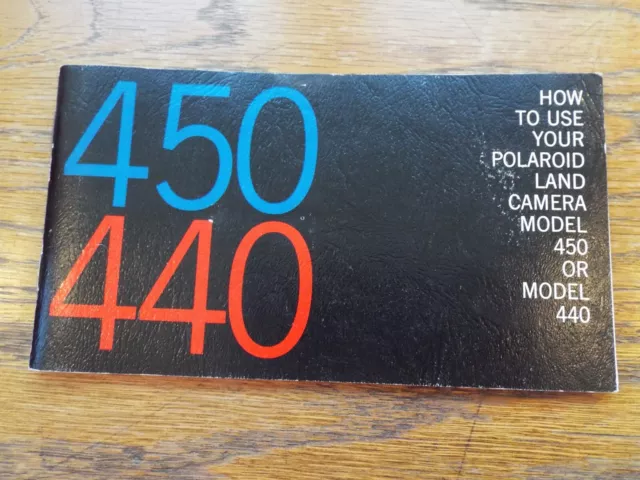 450
440
HOW
TO USE
YOUR
POLAROID
LAND
CAMERA
MODEL
450
OR
MODEL
440